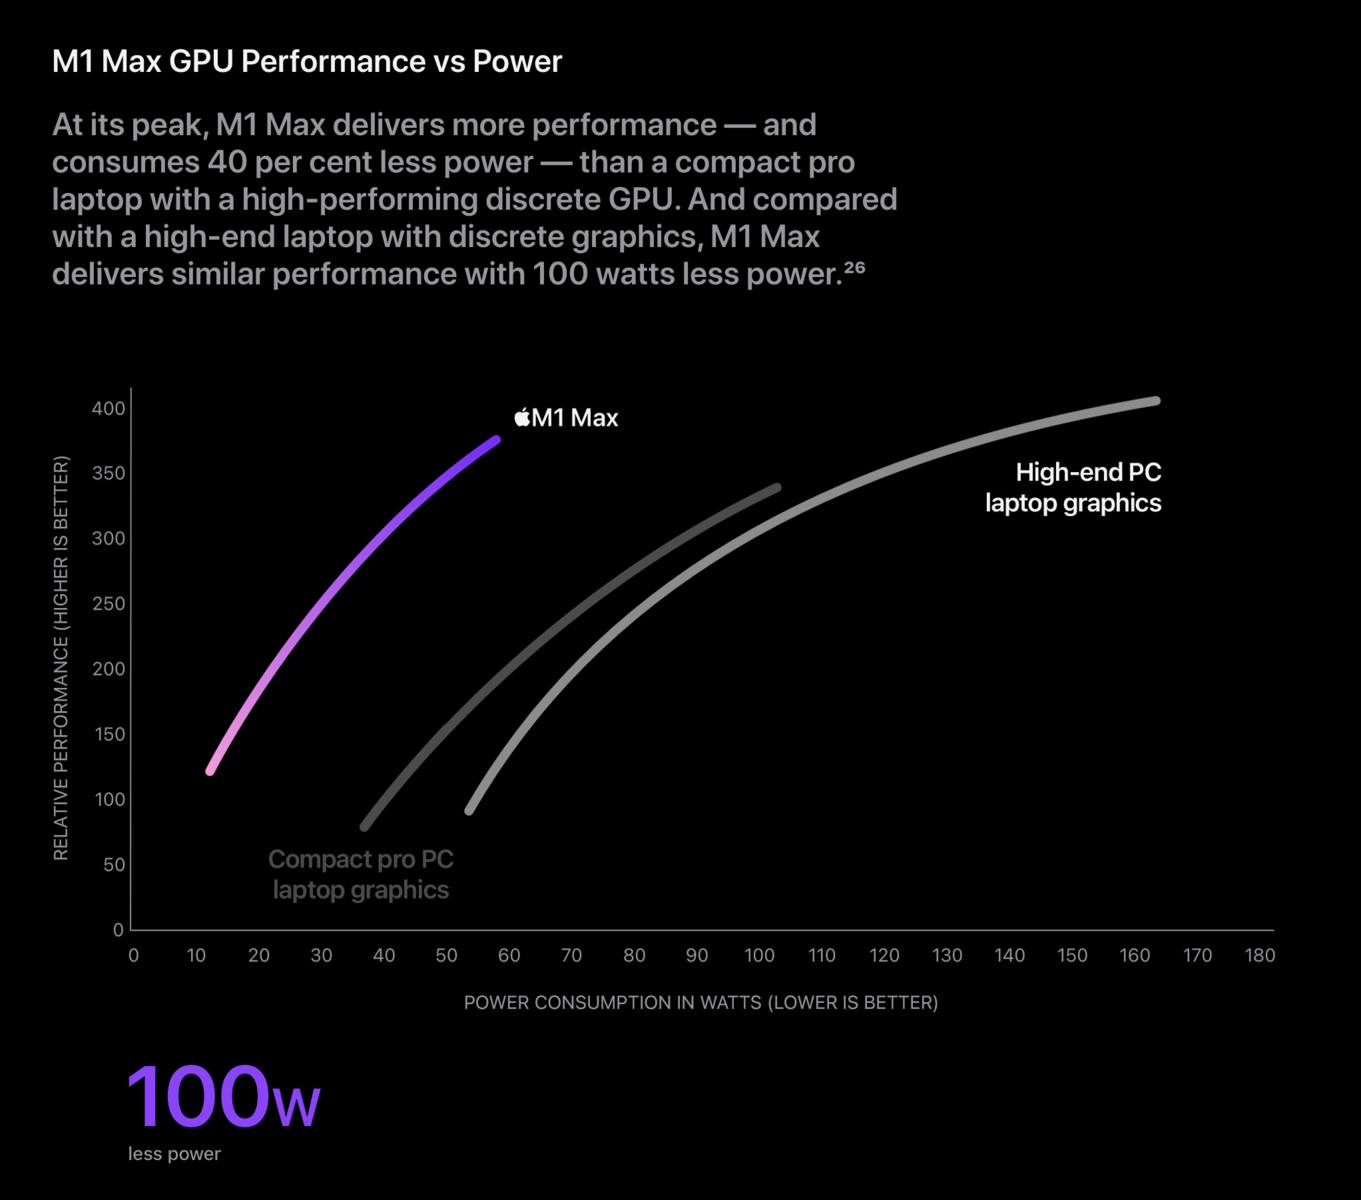 M1 Max GPU Performance vs Power
At its peak, M1 Max delivers more performance — and
consumes 40 per cent less power — than a compact pro
laptop with a high-performing discrete GPU. And compared
with a high-end laptop with discrete graphics, M1 Max
delivers similar performance with 100 watts less power.²⁶
RELATIVE PERFORMANCE (HIGHER IS BETTER)
400
350
300
250
200
150
100
50
0
M1 Max
High-end PC
laptop graphics
Compact pro PC
laptop graphics
0 10 20 30 40 50 60 70 80 90 100 110 120 130 140 150 160 170 180
POWER CONSUMPTION IN WATTS (LOWER IS BETTER)
100W
less power